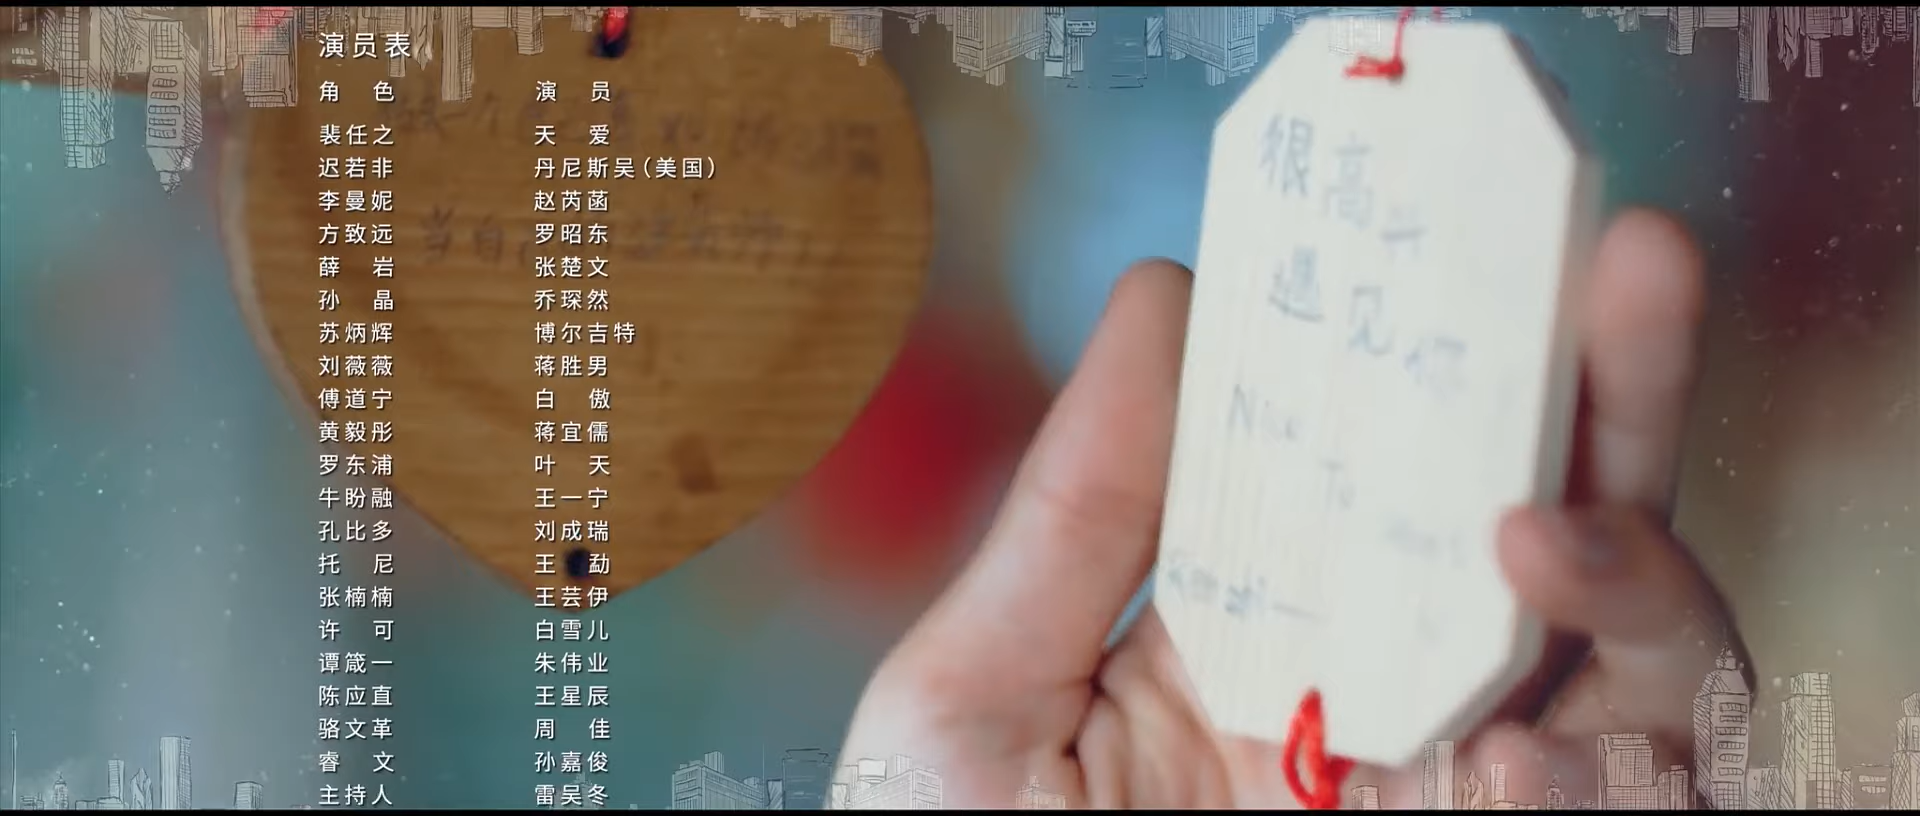 演员表
角 色 演 员
裴任之 天 爱
迟若非 丹尼斯吴(美国)
李曼妮 赵芮菡
方致远 罗昭东
薛 岩 张楚文
孙 晶 乔琛然
苏炳辉 博尔吉特
刘薇薇 蒋胜男
傅道宁 白 傲
黄毅彤 蒋宜儒
罗东浦 叶 天
牛盼融 王一宁
孔比多 刘成瑞
托 尼 王 勐
张楠楠 王芸伊
许 可 白雪儿
谭箴一 朱伟业
陈应直 王星辰
骆文革 周 佳
睿 文 孙嘉俊
主持人 雷吴冬
很高兴
遇见你
Nice
To